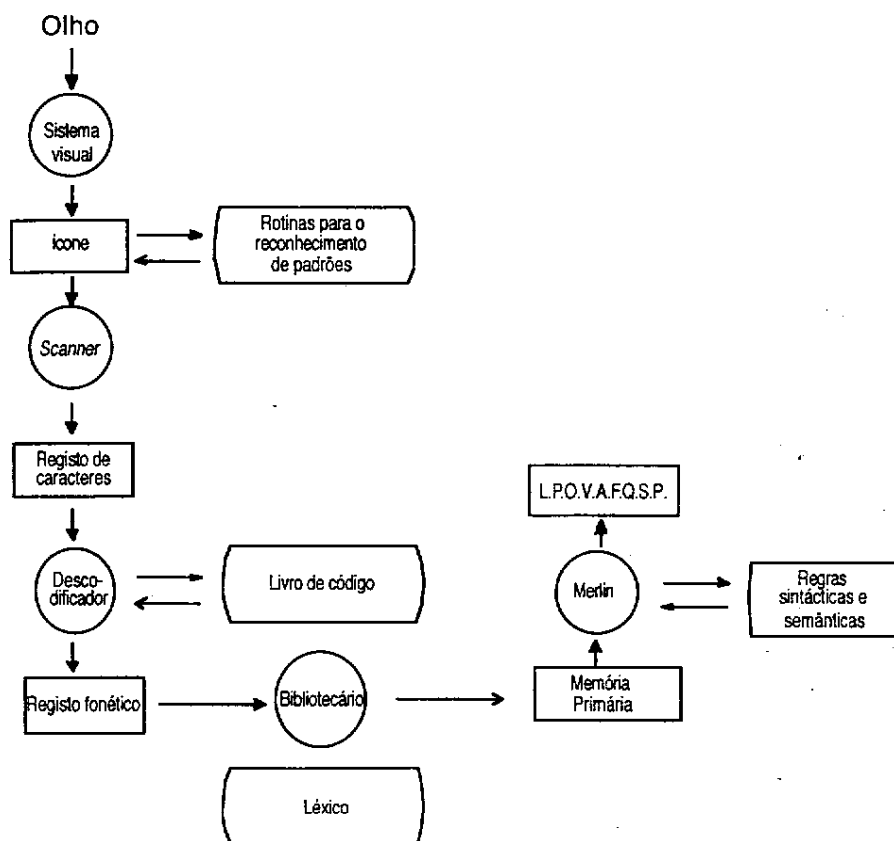 Olho
Sistema
visual
ícone
Rotinas para o
reconhecimento
de padrões
Scanner
Registo de
caracteres
L.P.O.V.A.F.Q.S.P.
Desco-
dificador
Livro de código
Merlin
Regras
sintácticas e
semânticas
Registo fonético
Bibliotecário
Memória
Primária
Léxico